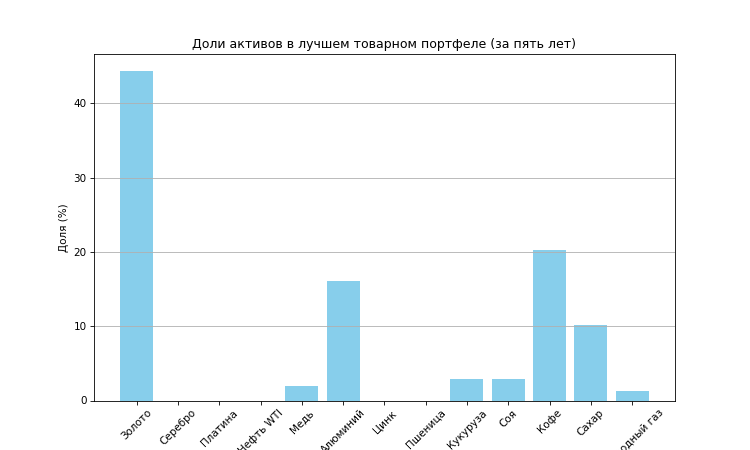 Доли активов в лучшем товарном портфеле (за пять лет)
Доля (%)
40
30
20
10
0
Золото
Серебро
Платина
Нефть WTI
Медь
Алюминий
Цинк
Пшеница
Кукуруза
Соя
Кофе
Сахар
одный газ